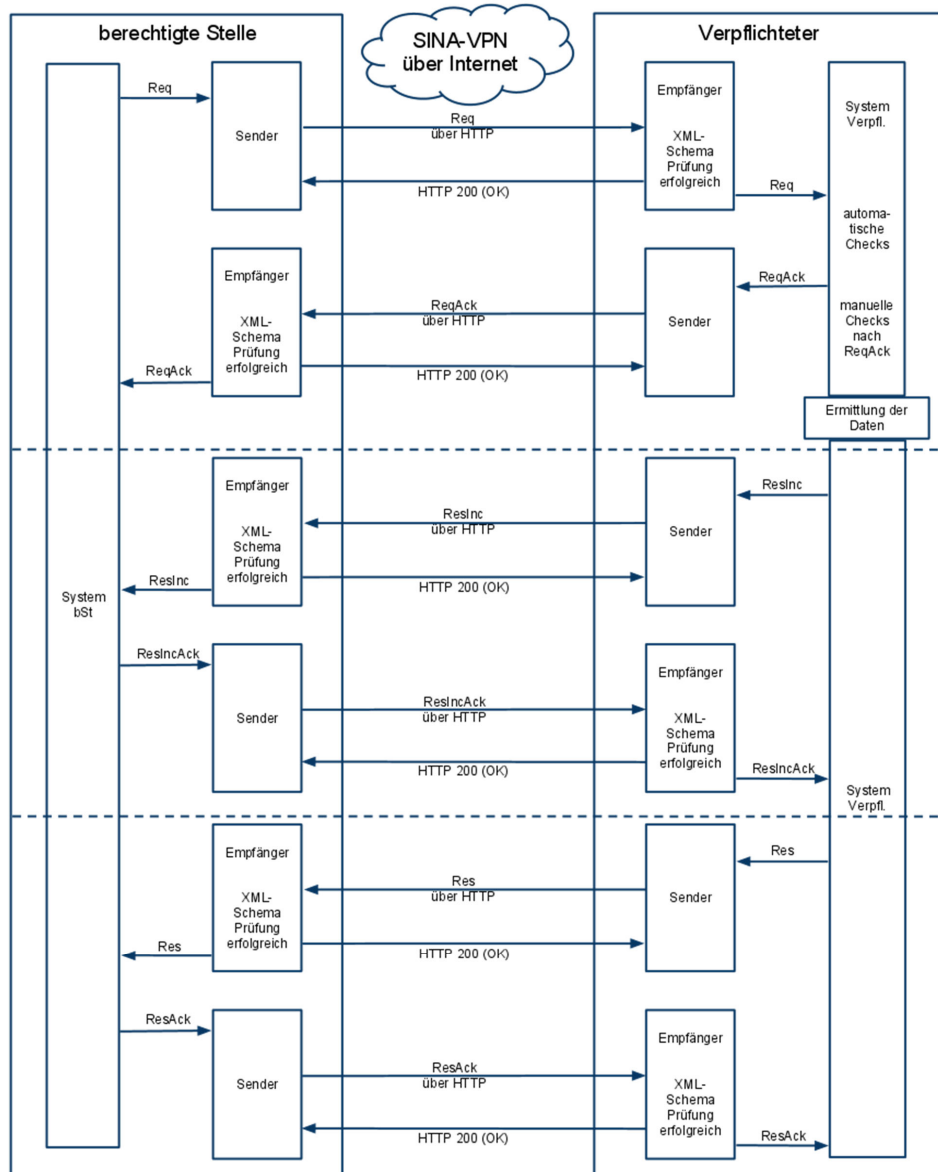 berechtigte Stelle
SINA-VPN
über Internet
Verpflichteter
Req
Sender
Req
über HTTP
HTTP 200 (OK)
Empfänger
XML-
Schema
Prüfung
erfolgreich
Req
System
Verpfl.
automa-
tische
Checks
manuelle
Checks
nach
ReqAck
ReqAck
Sender
ReqAck
über HTTP
HTTP 200 (OK)
Empfänger
XML-
Schema
Prüfung
erfolgreich
ReqAck
Ermittlung der
Daten
ResInc
Sender
ResInc
über HTTP
HTTP 200 (OK)
Empfänger
XML-
Schema
Prüfung
erfolgreich
ResInc
System
bSt
ResIncAck
Sender
ResIncAck
über HTTP
HTTP 200 (OK)
Empfänger
XML-
Schema
Prüfung
erfolgreich
ResIncAck
System
Verpfl.
Res
Sender
Res
über HTTP
HTTP 200 (OK)
Empfänger
XML-
Schema
Prüfung
erfolgreich
Res
ResAck
Sender
ResAck
über HTTP
HTTP 200 (OK)
Empfänger
XML-
Schema
Prüfung
erfolgreich
ResAck